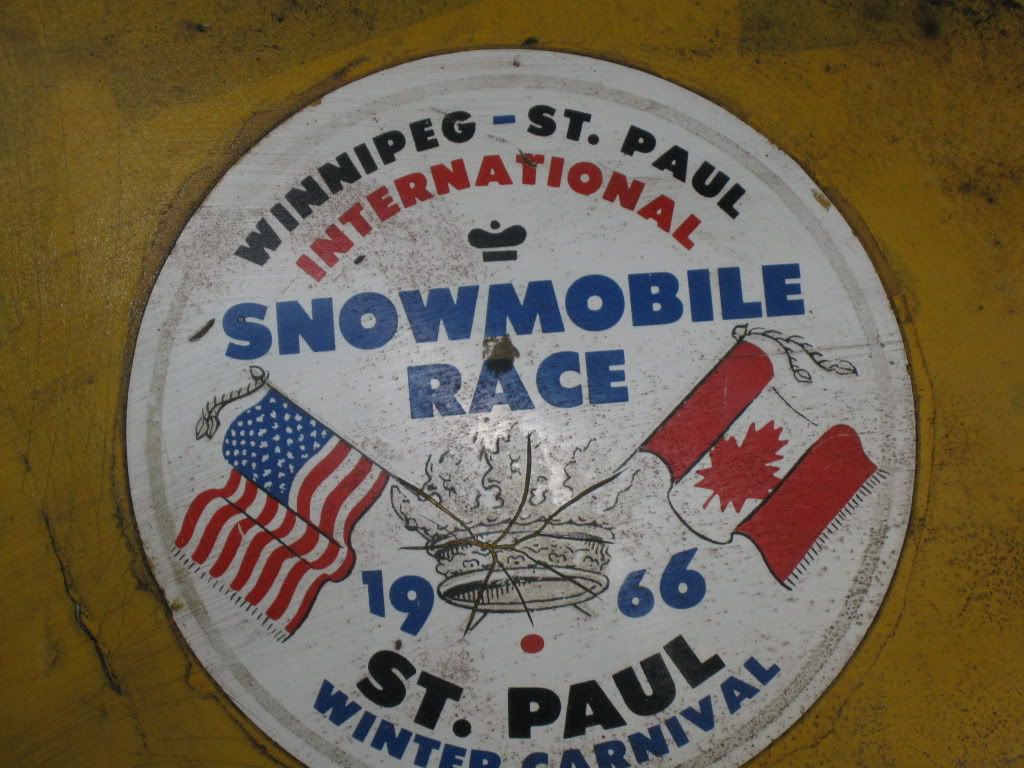 WINNIPEG - ST. PAUL
INTERNATIONAL
SNOWMOBILE
RACE
19 66
ST. PAUL
WINTER CARNIVAL